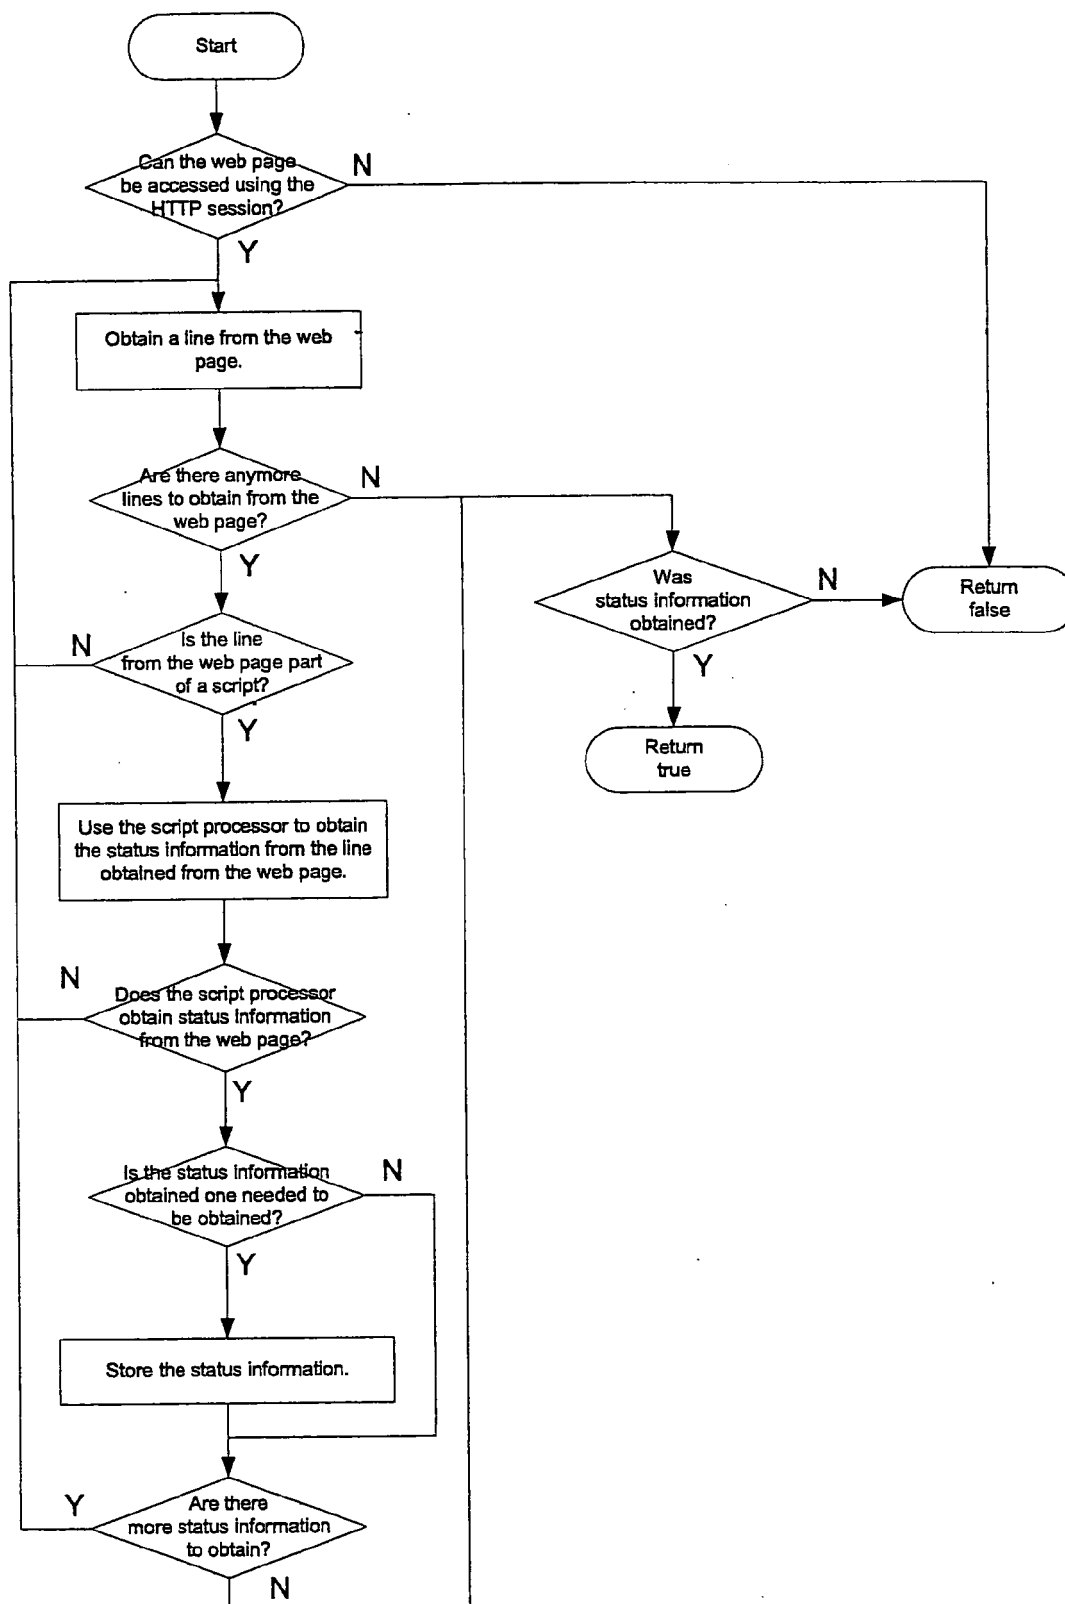 Start
Can the web page
be accessed using the
HTTP session?
N
Y
Obtain a line from the web
page.
Are there anymore
lines to obtain from the
web page?
N
Y
Was
status information
obtained?
N
Return
false
Y
Return
true
Is the line
from the web page part
of a script?
N
Y
Use the script processor to obtain
the status information from the line
obtained from the web page.
N
Does the script processor
obtain status information
from the web page?
Y
Is the status information
obtained one needed to
be obtained?
N
Y
Store the status information.
Y
Are there
more status information
to obtain?
N